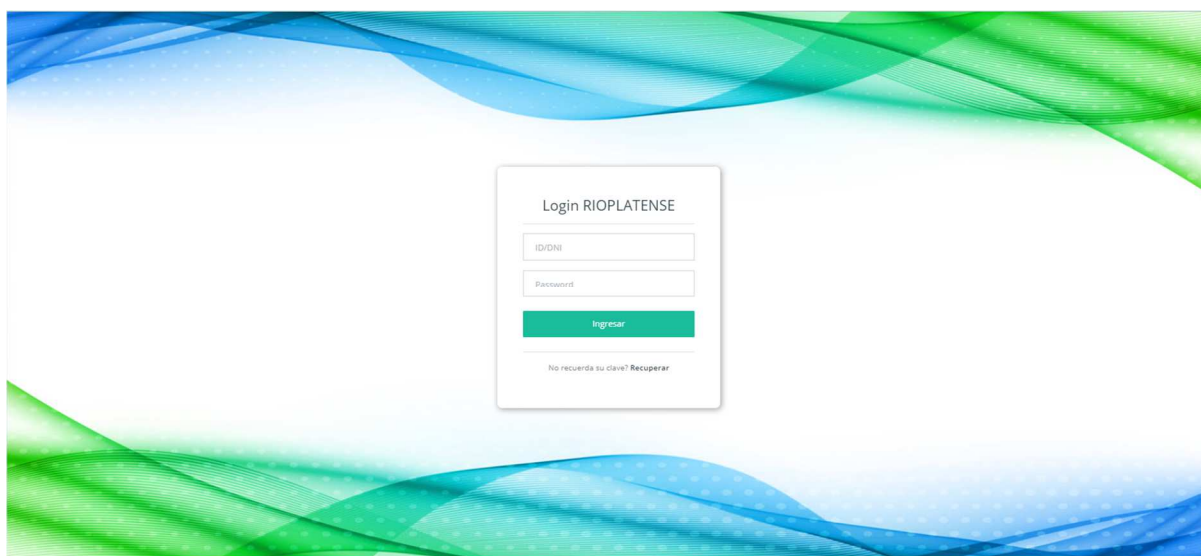 Login RIOPLATENSE
ID/DNI
Password
Ingresar
No recuerda su clave? Recuperar